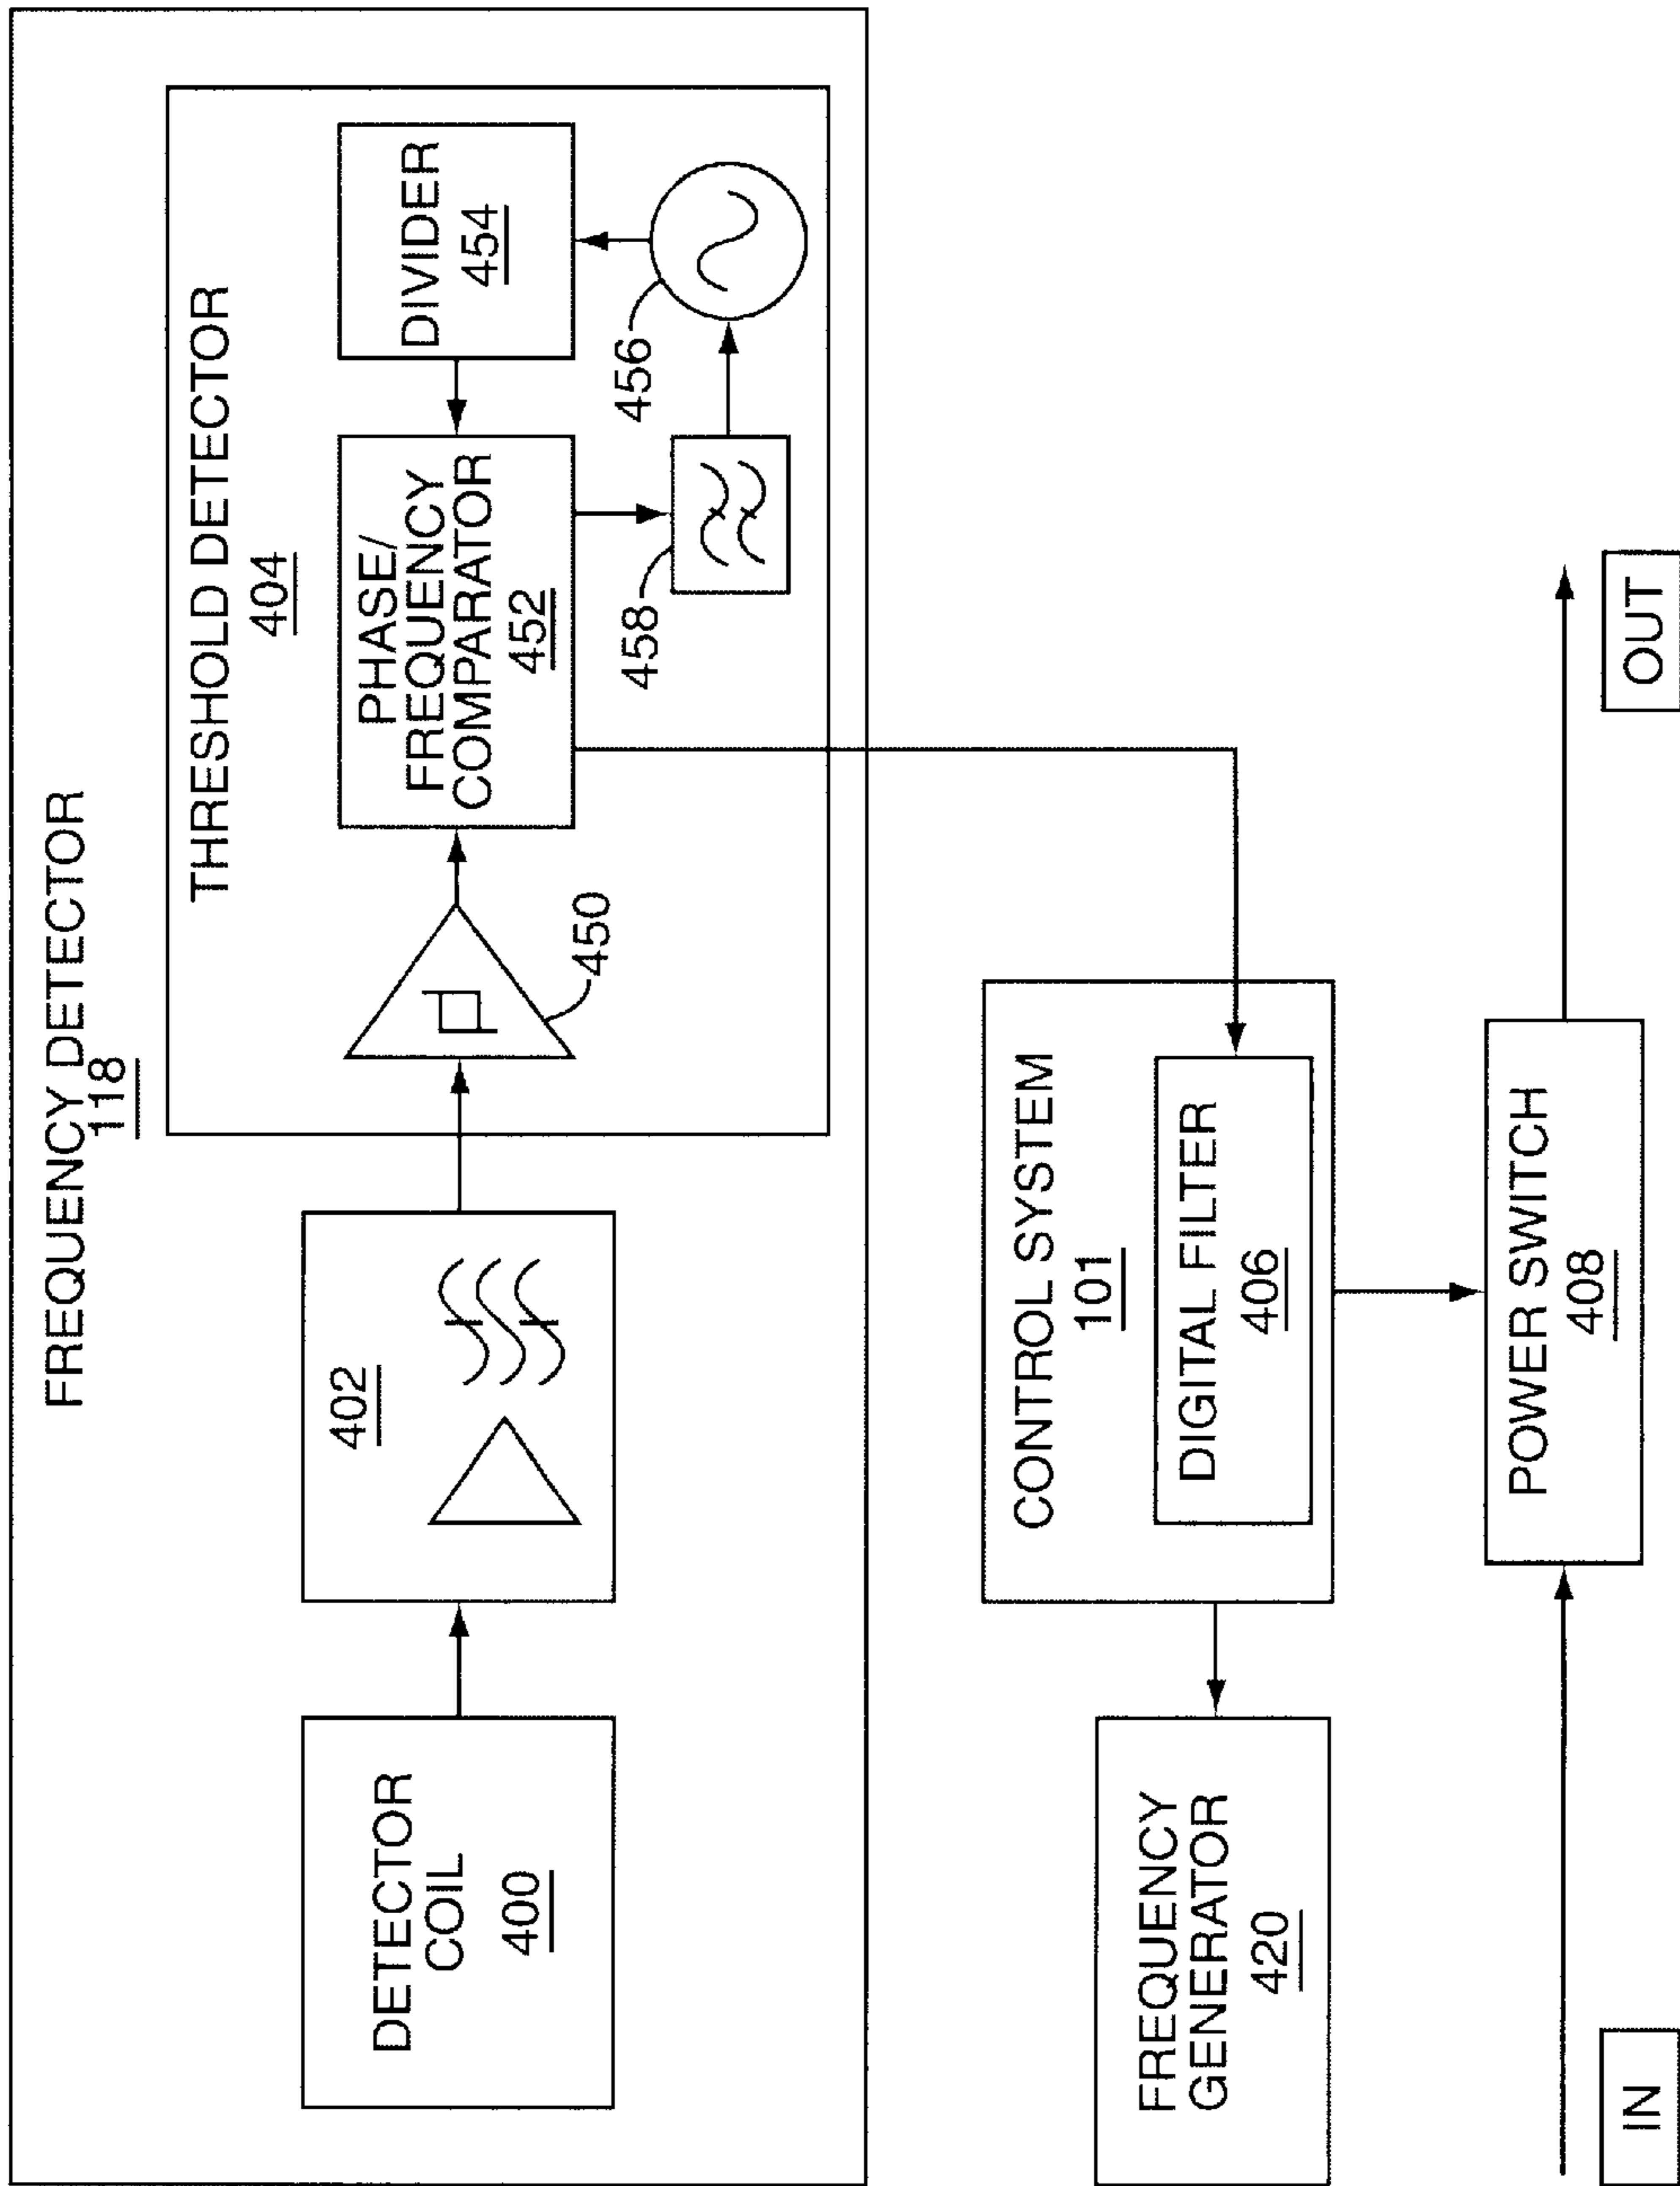 FREQUENCY DETECTOR
118
DETECTOR
COIL
400
402
THRESHOLD DETECTOR
404
450
PHASE/
FREQUENCY
COMPARATOR
452
DIVIDER
454
458
456
FREQUENCY
GENERATOR
420
CONTROL SYSTEM
101
DIGITAL FILTER
406
IN
POWER SWITCH
408
OUT